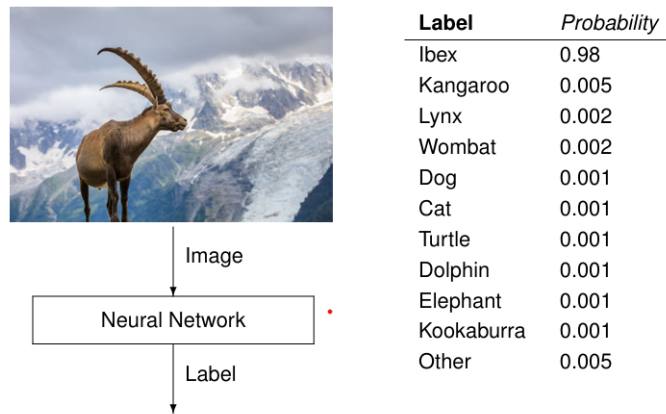 Image
Neural Network
Label
Label Probability
Ibex 0.98
Kangaroo 0.005
Lynx 0.002
Wombat 0.002
Dog 0.001
Cat 0.001
Turtle 0.001
Dolphin 0.001
Elephant 0.001
Kookaburra 0.001
Other 0.005